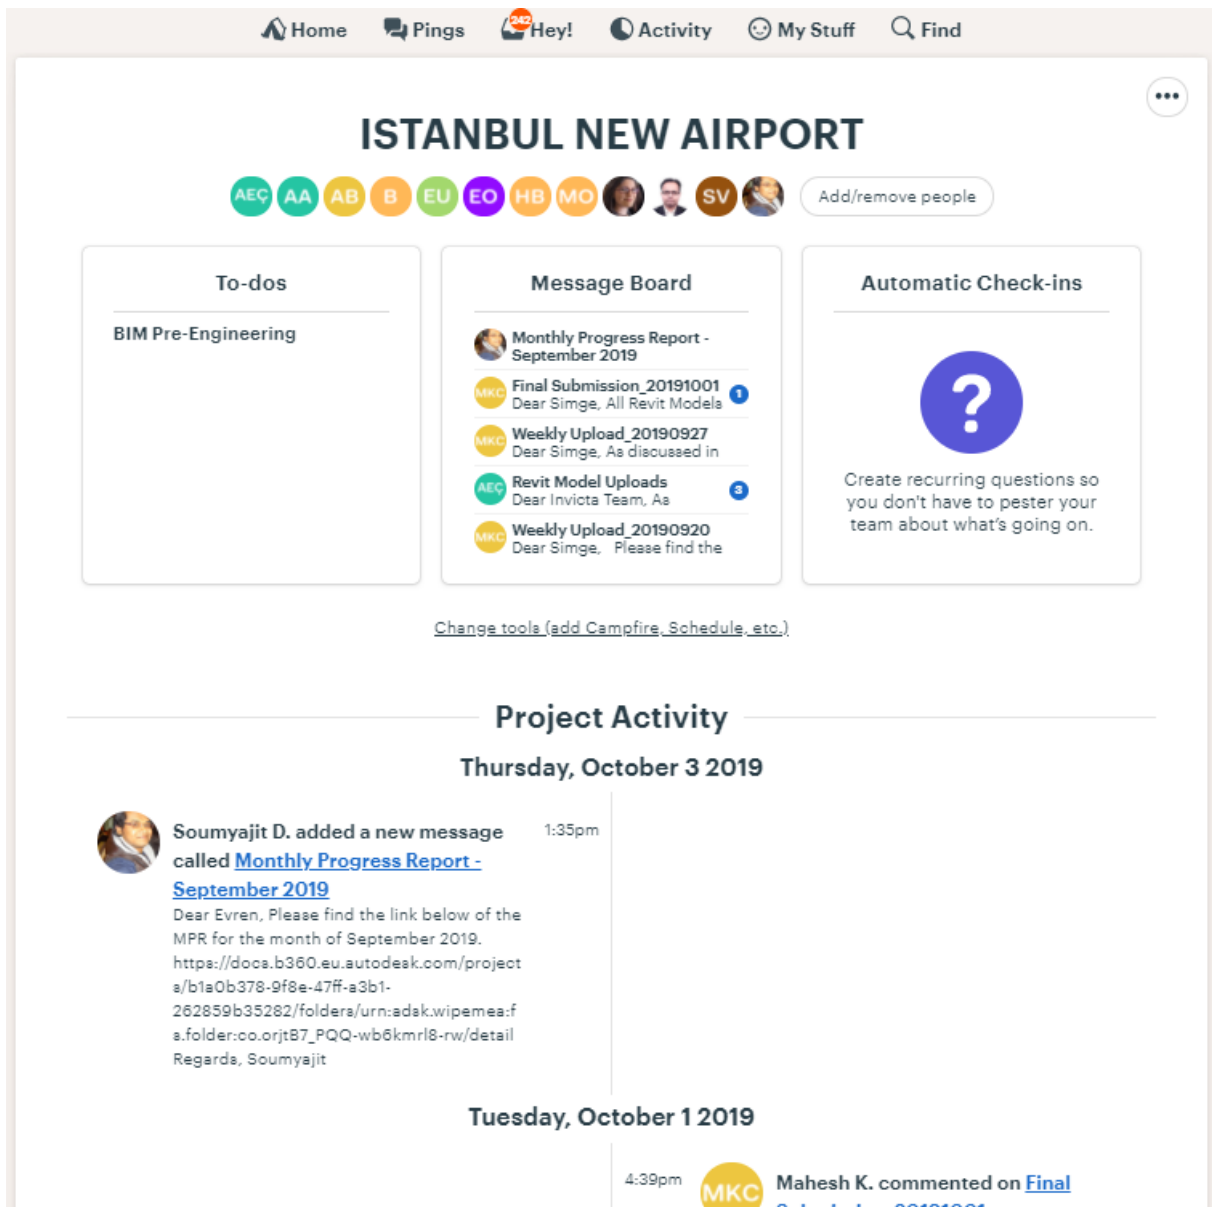 Home Pings 242 Hey! Activity My Stuff Find
ISTANBUL NEW AIRPORT
AEÇ AA AB B EU EO HB MO SV Add/remove people
To-dos
BIM Pre-Engineering
Message Board
Monthly Progress Report -
September 2019
MKC Final Submission_20191001
Dear Simge, All Revit Models
1
MKC Weekly Upload_20190927
Dear Simge, As discussed in
AEÇ Revit Model Uploads
Dear Invicta Team, As
3
MKC Weekly Upload_20190920
Dear Simge, Please find the
Automatic Check-ins
?
Create recurring questions so
you don't have to pester your
team about what's going on.
Change tools (add Campfire, Schedule, etc.)
Project Activity
Thursday, October 3 2019
Soumyajit D. added a new message 1:35pm
called Monthly Progress Report -
September 2019
Dear Evren, Please find the link below of the
MPR for the month of September 2019.
https://docs.b360.eu.autodesk.com/project
s/b1a0b378-9f8e-47ff-a3b1-
262859b35282/folders/urn:adsk.wipemea:f
s.folder:co.orjtB7_PQQ-wb6kmrl8-rw/detail
Regards, Soumyajit
Tuesday, October 1 2019
4:39pm MKC Mahesh K. commented on Final